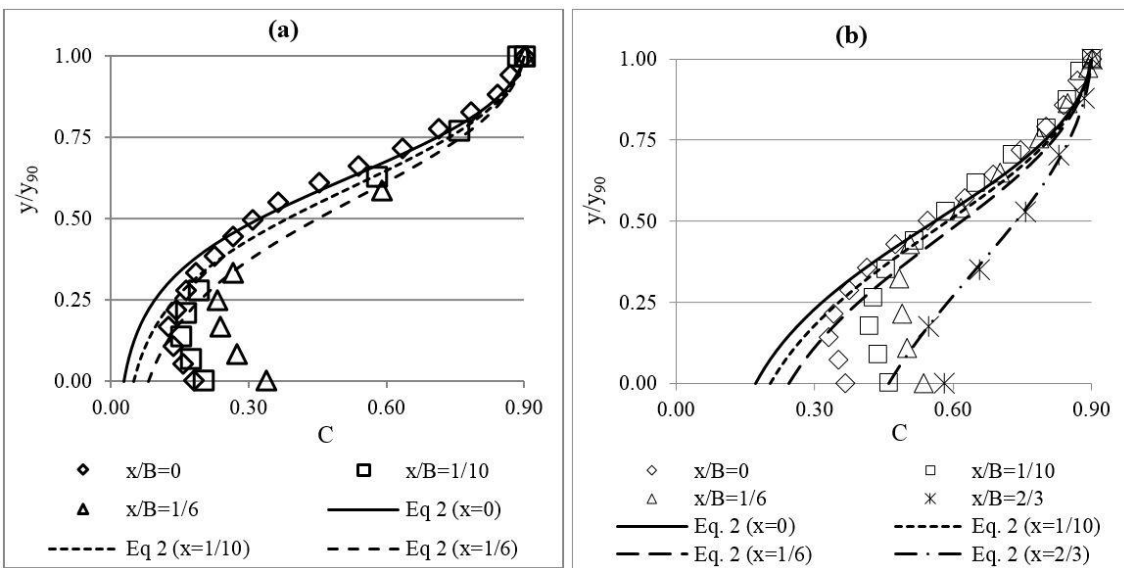 (a)
1.00
0.75
0.50
0.25
0.00
y/y90
0.00 0.30 0.60 0.90
C
x/B=0 x/B=1/10
x/B=1/6 Eq 2 (x=0)
Eq 2 (x=1/10) Eq 2 (x=1/6)
(b)
1.00
0.75
0.50
0.25
0.00
y/y90
0.00 0.30 0.60 0.90
C
x/B=0 x/B=1/10
x/B=1/6 x/B=2/3
Eq. 2 (x=0) Eq. 2 (x=1/10)
Eq. 2 (x=1/6) Eq. 2 (x=2/3)